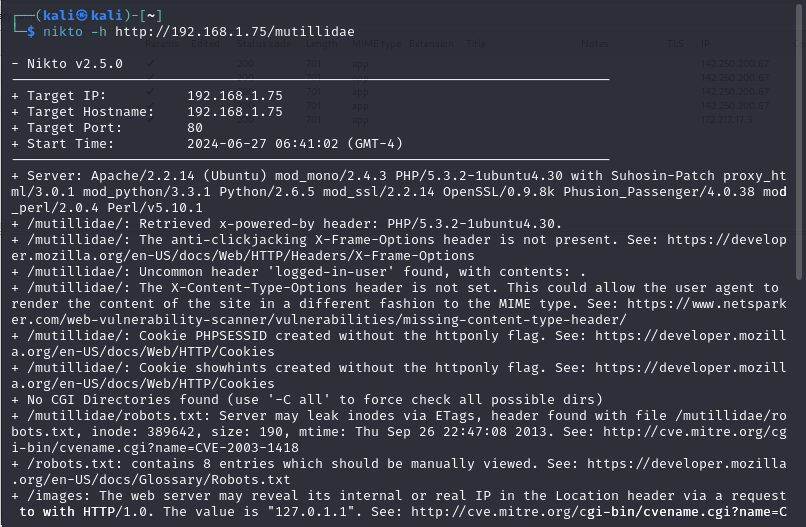 ┌──(kali㉿kali)-[~]
└─$ nikto -h http://192.168.1.75/mutillidae
Params Edited Status code Length MIME type Extension Title Notes TLS IP
- Nikto v2.5.0
---------------------------------------------------------------------------
+ Target IP:          192.168.1.75
+ Target Hostname:    192.168.1.75
+ Target Port:        80
+ Start Time:         2024-06-27 06:41:02 (GMT-4)
---------------------------------------------------------------------------
+ Server: Apache/2.2.14 (Ubuntu) mod_mono/2.4.3 PHP/5.3.2-1ubuntu4.30 with Suhosin-Patch proxy_ht
ml/3.0.1 mod_python/3.3.1 Python/2.6.5 mod_ssl/2.2.14 OpenSSL/0.9.8k Phusion_Passenger/4.0.38 mod
_perl/2.0.4 Perl/v5.10.1
+ /mutillidae/: Retrieved x-powered-by header: PHP/5.3.2-1ubuntu4.30.
+ /mutillidae/: The anti-clickjacking X-Frame-Options header is not present. See: https://develop
er.mozilla.org/en-US/docs/Web/HTTP/Headers/X-Frame-Options
+ /mutillidae/: Uncommon header 'logged-in-user' found, with contents: .
+ /mutillidae/: The X-Content-Type-Options header is not set. This could allow the user agent to
render the content of the site in a different fashion to the MIME type. See: https://www.netspark
er.com/web-vulnerability-scanner/vulnerabilities/missing-content-type-header/
+ /mutillidae/: Cookie PHPSESSID created without the httponly flag. See: https://developer.mozill
a.org/en-US/docs/Web/HTTP/Cookies
+ /mutillidae/: Cookie showhints created without the httponly flag. See: https://developer.mozill
a.org/en-US/docs/Web/HTTP/Cookies
+ No CGI Directories found (use '-C all' to force check all possible dirs)
+ /mutillidae/robots.txt: Server may leak inodes via ETags, header found with file /mutillidae/ro
bots.txt, inode: 389642, size: 190, mtime: Thu Sep 26 22:47:08 2013. See: http://cve.mitre.org/cg
i-bin/cvename.cgi?name=CVE-2003-1418
+ /robots.txt: contains 8 entries which should be manually viewed. See: https://developer.mozilla
.org/en-US/docs/Glossary/Robots.txt
+ /images: The web server may reveal its internal or real IP in the Location header via a request
to with HTTP/1.0. The value is "127.0.1.1". See: http://cve.mitre.org/cgi-bin/cvename.cgi?name=C